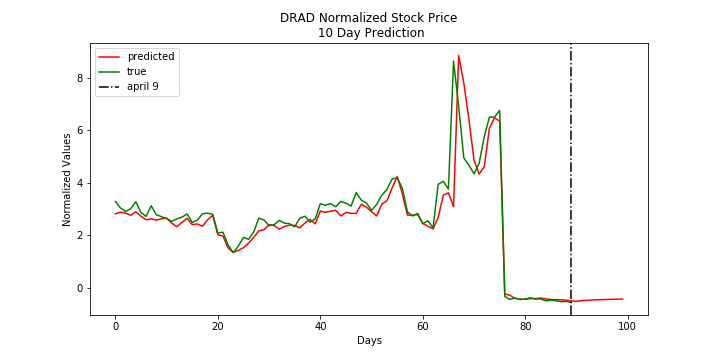 DRAD Normalized Stock Price
10 Day Prediction
predicted
true
april 9
Normalized Values
8
6
4
2
0
0 20 40 60 80 100
Days